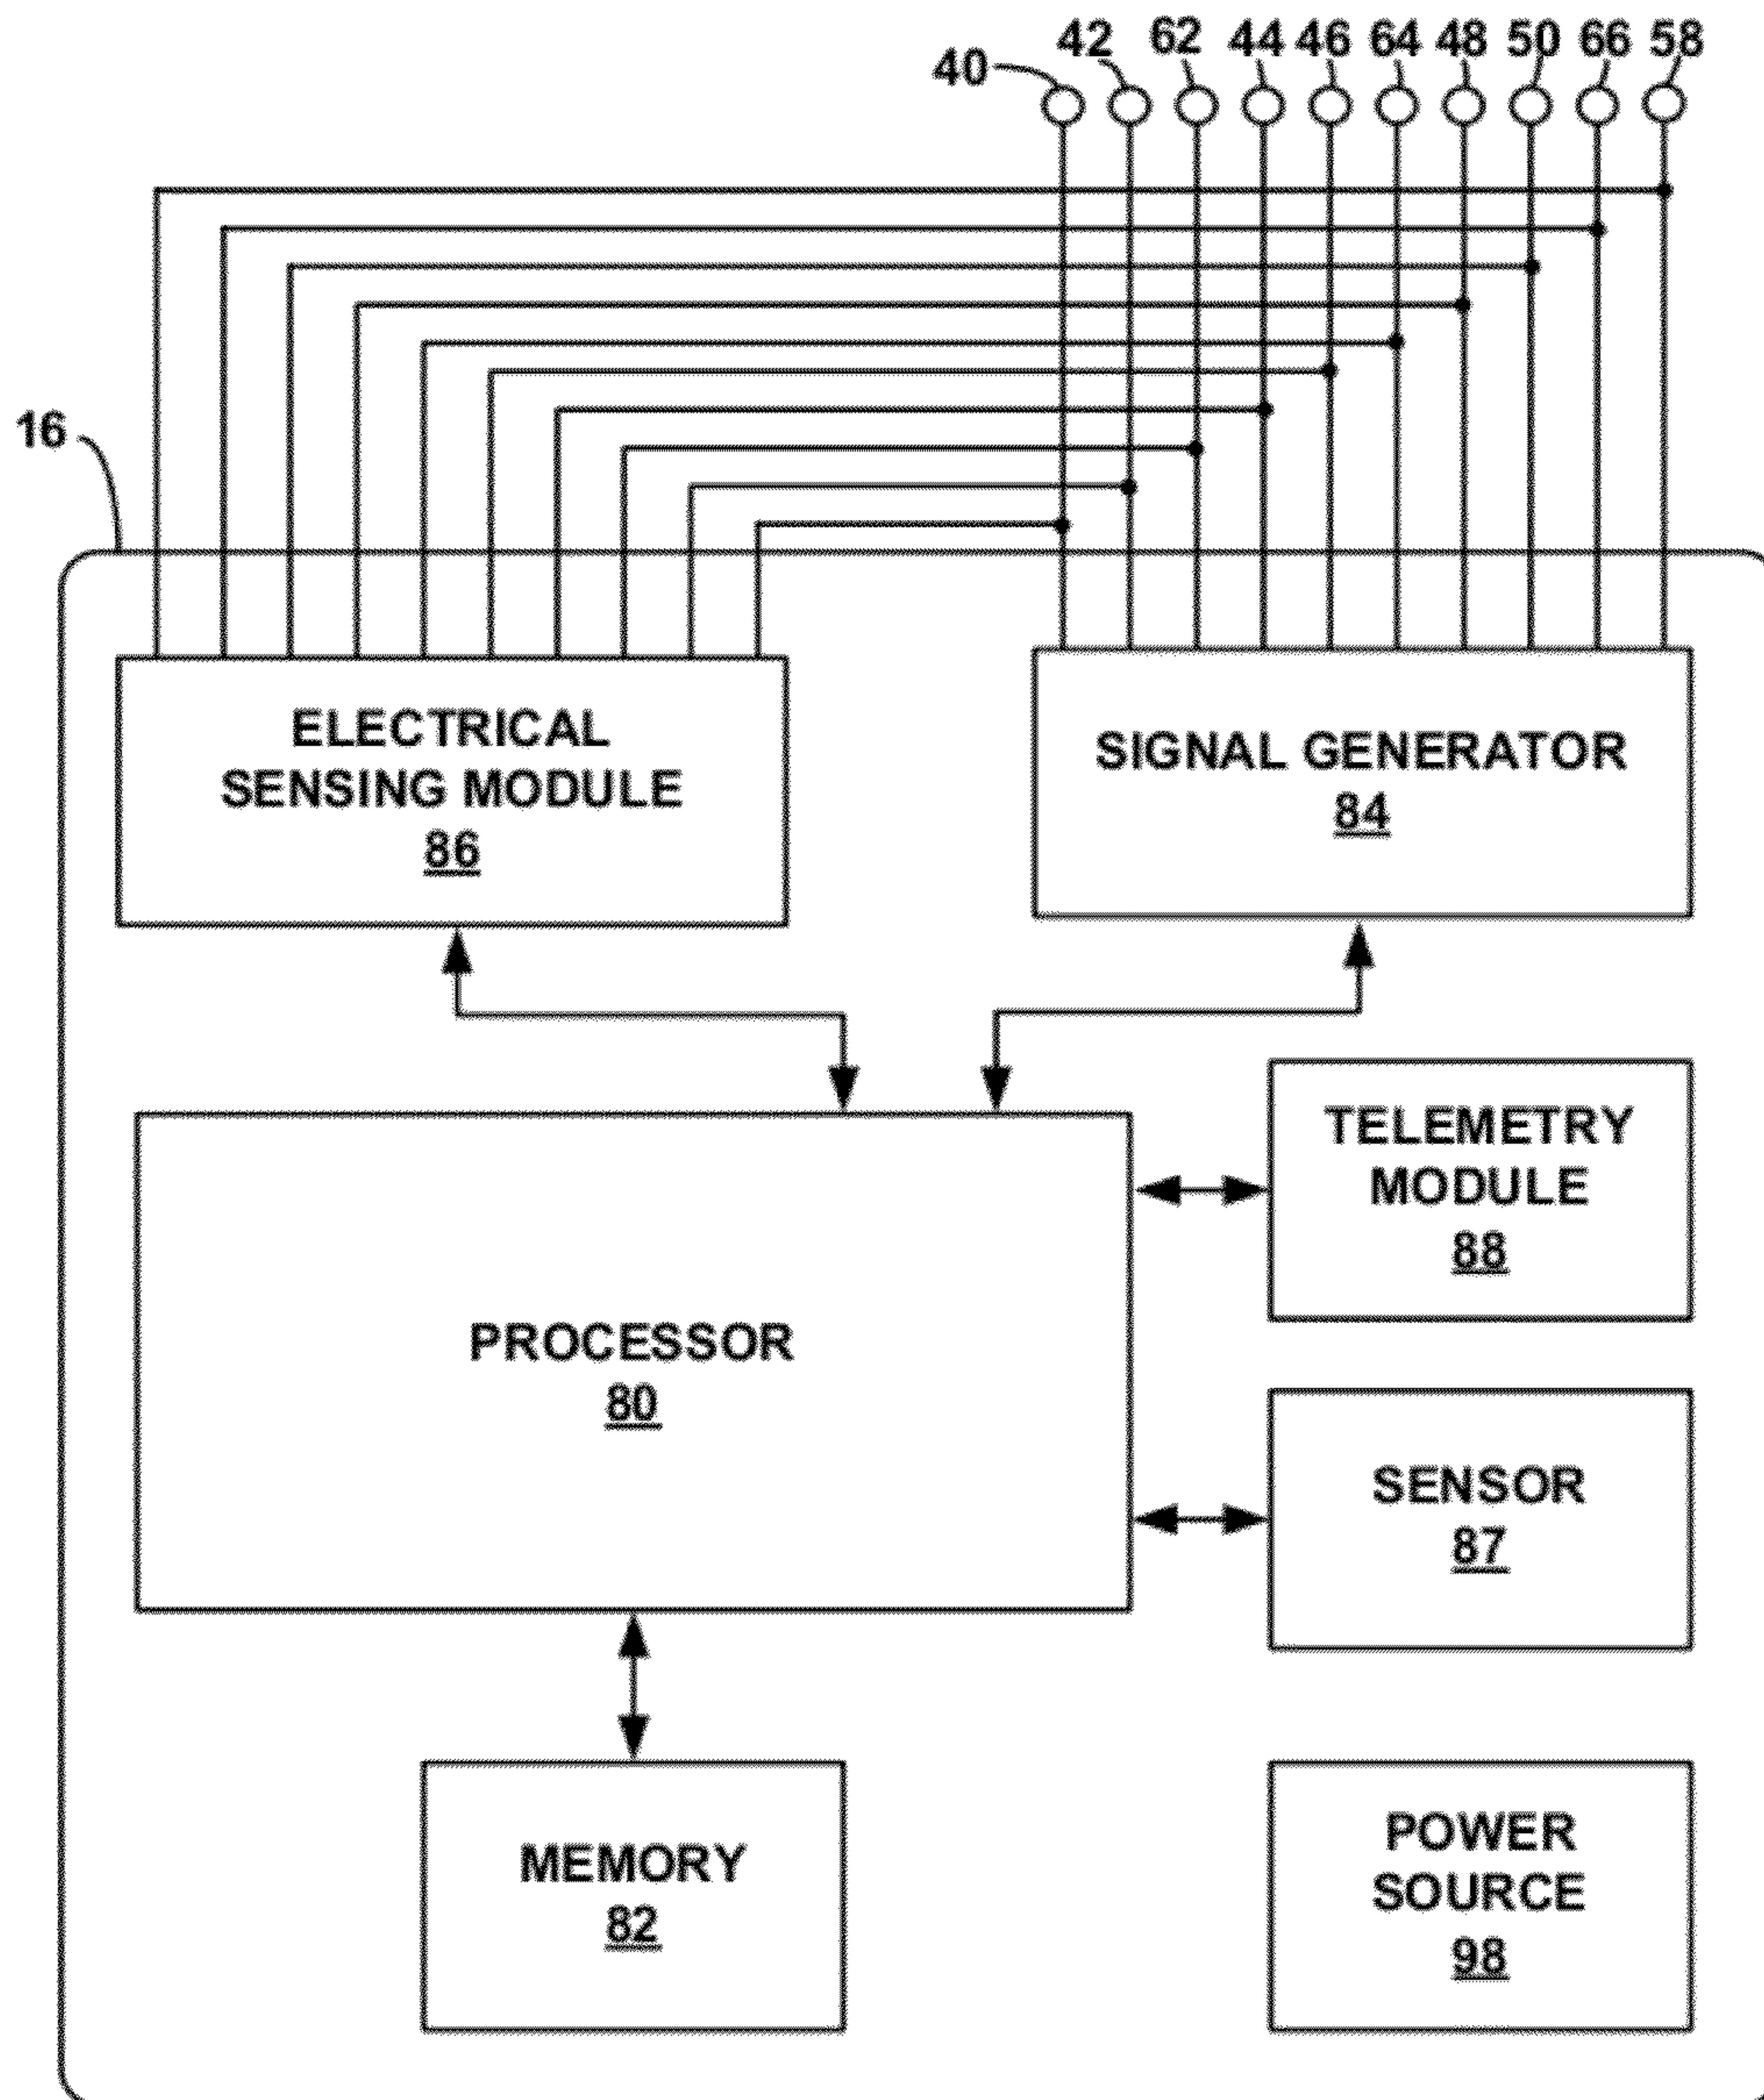 40 42 62 44 46 64 48 50 66 58
16
ELECTRICAL
SENSING MODULE
86
SIGNAL GENERATOR
84
TELEMETRY
MODULE
88
PROCESSOR
80
SENSOR
87
MEMORY
82
POWER
SOURCE
98